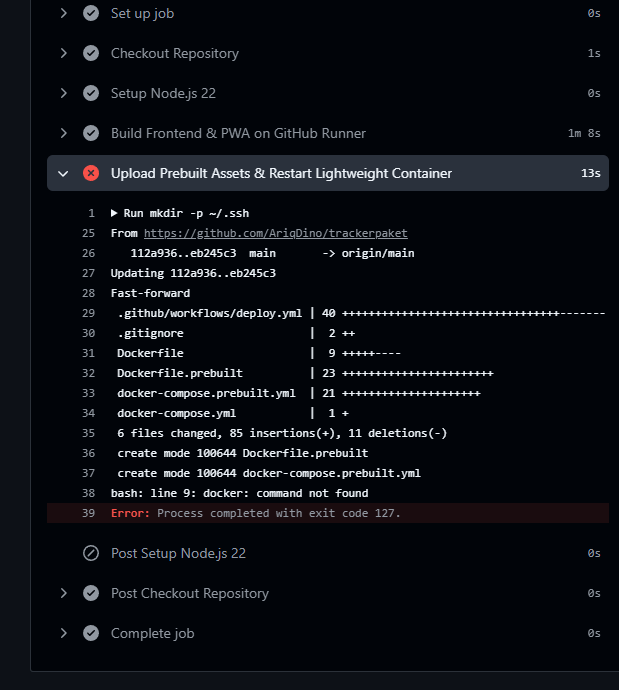 Set up job 0s
Checkout Repository 1s
Setup Node.js 22 0s
Build Frontend & PWA on GitHub Runner 1m 8s
Upload Prebuilt Assets & Restart Lightweight Container 13s
1 Run mkdir -p ~/.ssh
25 From https://github.com/AriqDino/trackerpaket
26 112a936..eb245c3 main -> origin/main
27 Updating 112a936..eb245c3
28 Fast-forward
29 .github/workflows/deploy.yml | 40 +++++++++++++++++++++++++++++++++-------
30 .gitignore | 2 ++
31 Dockerfile | 9 +++++----
32 Dockerfile.prebuilt | 23 +++++++++++++++++++++++
33 docker-compose.prebuilt.yml | 21 +++++++++++++++++++++
34 docker-compose.yml | 1 +
35 6 files changed, 85 insertions(+), 11 deletions(-)
36 create mode 100644 Dockerfile.prebuilt
37 create mode 100644 docker-compose.prebuilt.yml
38 bash: line 9: docker: command not found
39 Error: Process completed with exit code 127.
Post Setup Node.js 22 0s
Post Checkout Repository 0s
Complete job 0s